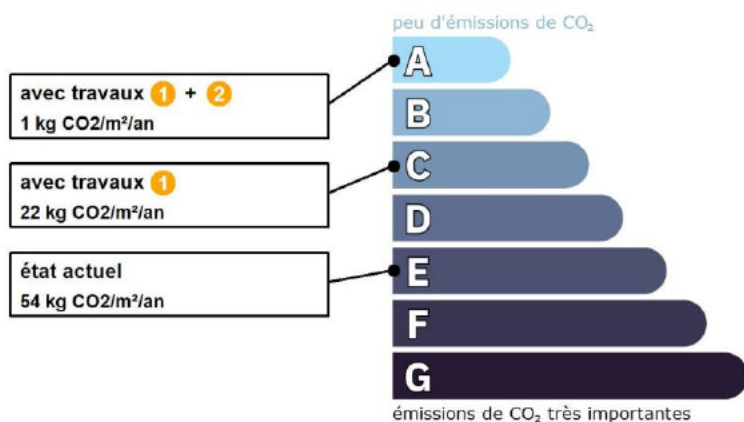 peu d'émissions de CO₂
A
avec travaux 1 + 2
1 kg CO2/m²/an
B
C
avec travaux 1
22 kg CO2/m²/an
D
E
état actuel
54 kg CO2/m²/an
F
G
émissions de CO₂ très importantes